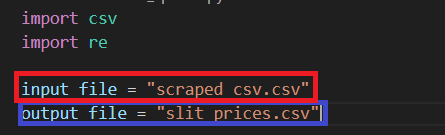 import csv
import re
input file = "scraped csv.csv"
output file = "slit prices.csv"